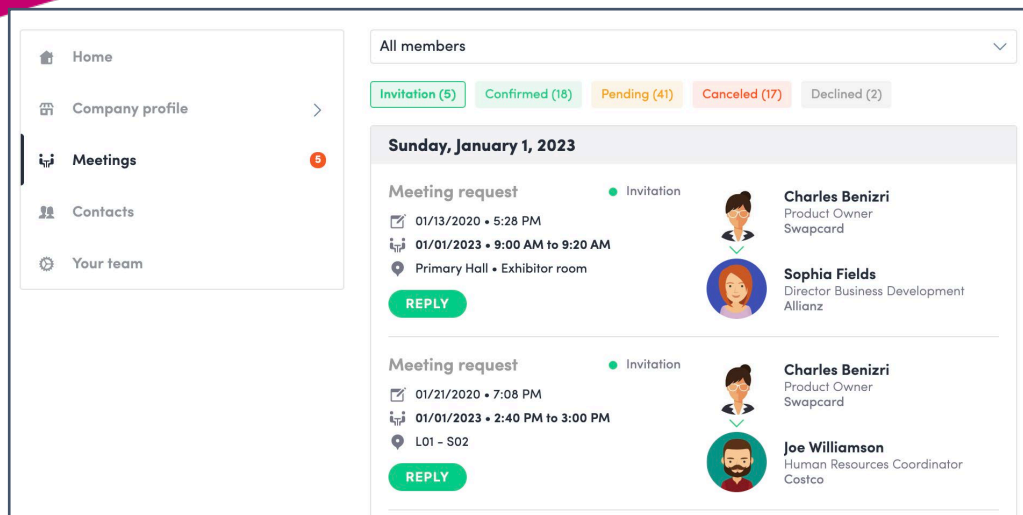 Home
Company profile
Meetings
5
Contacts
Your team
All members
Invitation (5) Confirmed (18) Pending (41) Canceled (17) Declined (2)
Sunday, January 1, 2023
Meeting request
Invitation
01/13/2020 • 5:28 PM
01/01/2023 • 9:00 AM to 9:20 AM
Primary Hall • Exhibitor room
REPLY
Charles Benizri
Product Owner
Swapcard
Sophia Fields
Director Business Development
Allianz
Meeting request
Invitation
01/21/2020 • 7:08 PM
01/01/2023 • 2:40 PM to 3:00 PM
L01 - S02
REPLY
Charles Benizri
Product Owner
Swapcard
Joe Williamson
Human Resources Coordinator
Costco